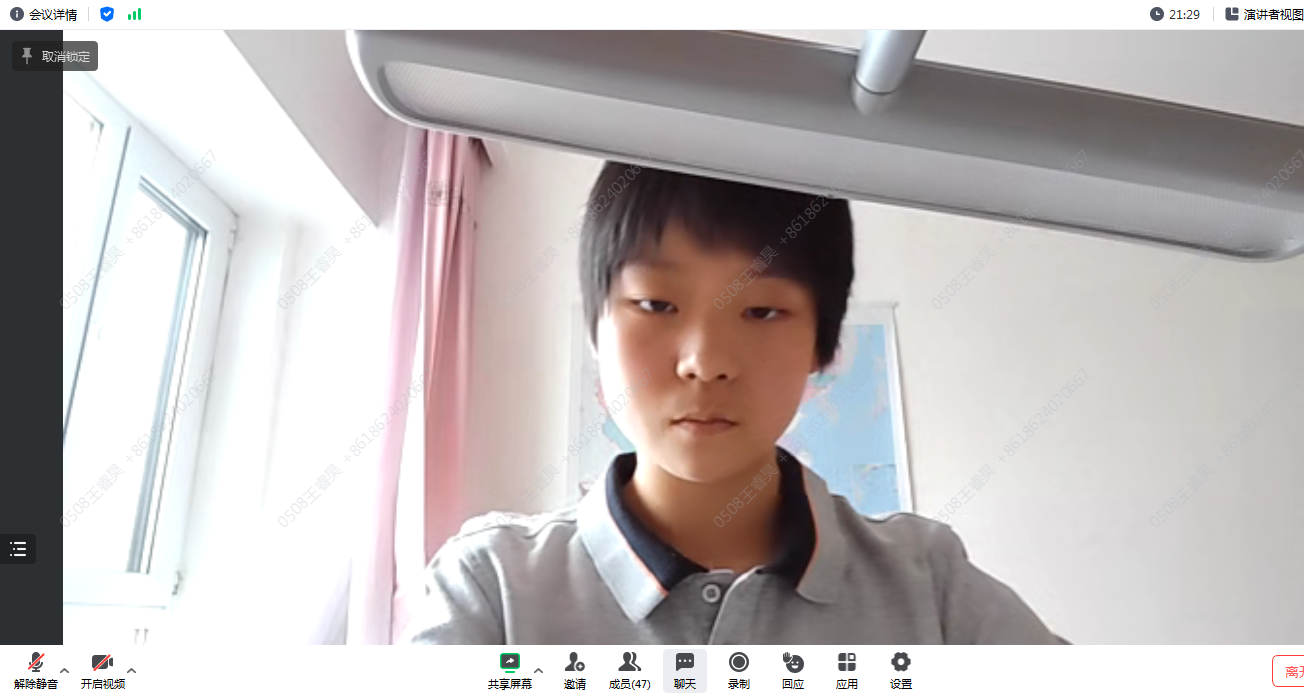 会议详情
21:29
演讲者视图
取消锁定
0508王睿昊 +8618624020667
解除静音
开启视频
共享屏幕
邀请
成员(47)
聊天
录制
回应
应用
设置